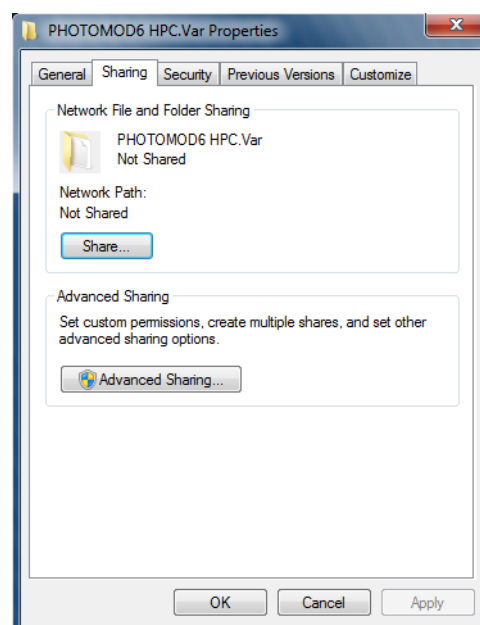 PHOTOMOD6 HPC.Var Properties
General Sharing Security Previous Versions Customize
Network File and Folder Sharing
PHOTOMOD6 HPC.Var
Not Shared
Network Path:
Not Shared
Share...
Advanced Sharing
Set custom permissions, create multiple shares, and set other
advanced sharing options.
Advanced Sharing...
OK Cancel Apply